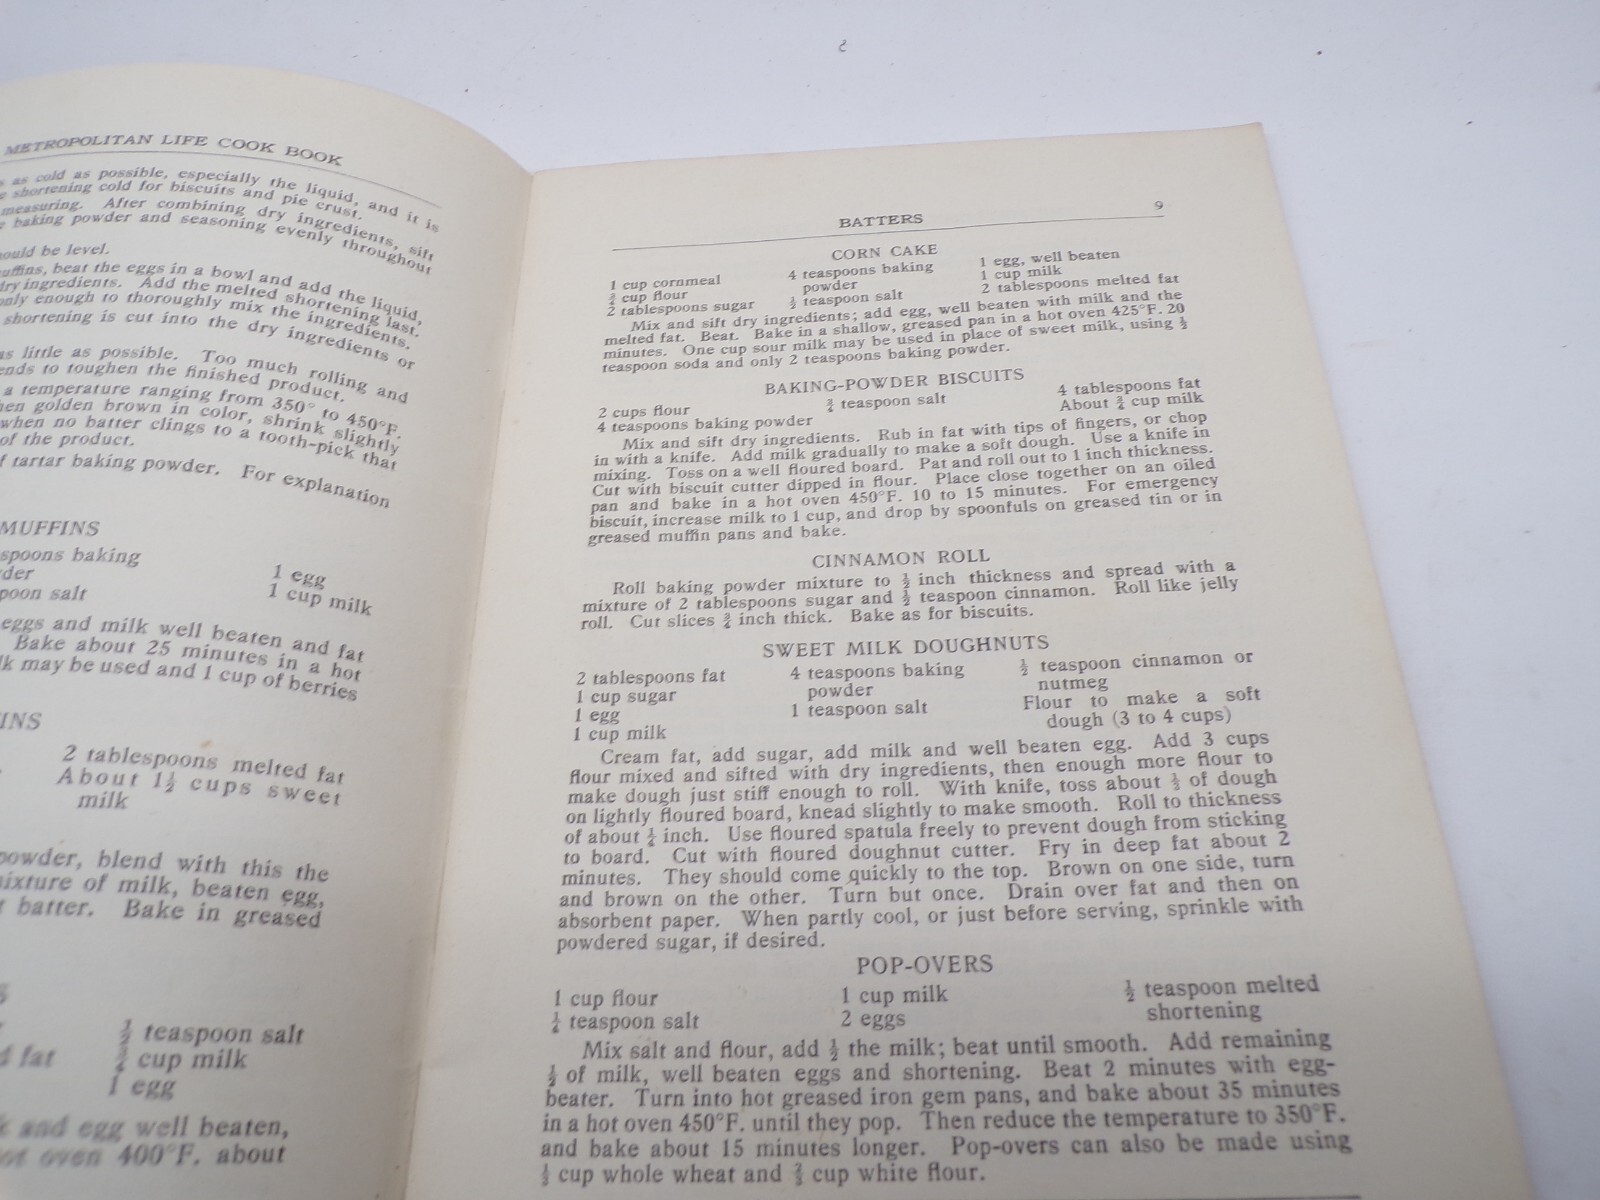 METROPOLITAN LIFE COOK BOOK
as cold as possible, especially the liquid, and it is
shortening cold for biscuits and pie crust.
measuring. After combining dry ingredients, sift
baking powder and seasoning evenly throughout
be level.
beat the eggs in a bowl and add the liquid,
dry ingredients. Add the melted shortening last.
only enough to thoroughly mix the ingredients.
shortening is cut into the dry ingredients or
as little as possible. Too much rolling and
to toughen the finished product.
a temperature ranging from 350° to 450°F.
golden brown in color, shrink slightly
when no batter clings to a tooth-pick that
of the product.
tartar baking powder. For explanation
MUFFINS
baking
1 egg
salt
1 cup milk
eggs and milk well beaten and fat
Bake about 25 minutes in a hot
may be used and 1 cup of berries
2 tablespoons melted fat
About 1½ cups sweet
milk
powder, blend with this the
of milk, beaten egg,
batter. Bake in greased
½ teaspoon salt
fat
¾ cup milk
1 egg
and egg well beaten,
oven 400°F. about
BATTERS
9
CORN CAKE
1 cup cornmeal
¾ cup flour
2 tablespoons sugar
4 teaspoons baking
powder
½ teaspoon salt
1 egg, well beaten
1 cup milk
2 tablespoons melted fat
Mix and sift dry ingredients; add egg, well beaten with milk and the
melted fat. Beat. Bake in a shallow, greased pan in a hot oven 425°F. 20
minutes. One cup sour milk may be used in place of sweet milk, using ½
teaspoon soda and only 2 teaspoons baking powder.
BAKING-POWDER BISCUITS
2 cups flour
4 teaspoons baking powder
¾ teaspoon salt
4 tablespoons fat
About ¾ cup milk
Mix and sift dry ingredients. Rub in fat with tips of fingers, or chop
in with a knife. Add milk gradually to make a soft dough. Use a knife in
mixing. Toss on a well floured board. Pat and roll out to 1 inch thickness.
Cut with biscuit cutter dipped in flour. Place close together on an oiled
pan and bake in a hot oven 450°F. 10 to 15 minutes. For emergency
biscuit, increase milk to 1 cup, and drop by spoonfuls on greased tin or in
greased muffin pans and bake.
CINNAMON ROLL
Roll baking powder mixture to ½ inch thickness and spread with a
mixture of 2 tablespoons sugar and ½ teaspoon cinnamon. Roll like jelly
roll. Cut slices ¾ inch thick. Bake as for biscuits.
SWEET MILK DOUGHNUTS
2 tablespoons fat
1 cup sugar
1 egg
1 cup milk
4 teaspoons baking
powder
1 teaspoon salt
½ teaspoon cinnamon or
nutmeg
Flour to make a soft
dough (3 to 4 cups)
Cream fat, add sugar, add milk and well beaten egg. Add 3 cups
flour mixed and sifted with dry ingredients, then enough more flour to
make dough just stiff enough to roll. With knife, toss about ⅓ of dough
on lightly floured board, knead slightly to make smooth. Roll to thickness
of about ¼ inch. Use floured spatula freely to prevent dough from sticking
to board. Cut with floured doughnut cutter. Fry in deep fat about 2
minutes. They should come quickly to the top. Brown on one side, turn
and brown on the other. Turn but once. Drain over fat and then on
absorbent paper. When partly cool, or just before serving, sprinkle with
powdered sugar, if desired.
POP-OVERS
1 cup flour
¼ teaspoon salt
1 cup milk
2 eggs
½ teaspoon melted
shortening
Mix salt and flour, add ½ the milk; beat until smooth. Add remaining
½ of milk, well beaten eggs and shortening. Beat 2 minutes with egg-
beater. Turn into hot greased iron gem pans, and bake about 35 minutes
in a hot oven 450°F. until they pop. Then reduce the temperature to 350°F.
and bake about 15 minutes longer. Pop-overs can also be made using
⅓ cup whole wheat and ⅔ cup white flour.